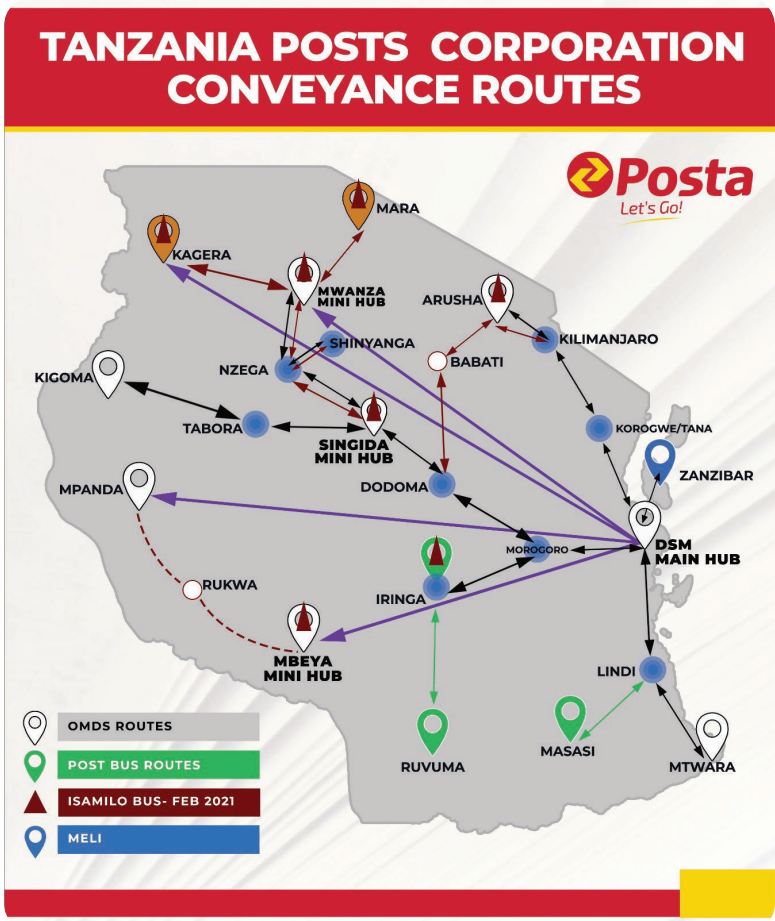 TANZANIA POSTS CORPORATION
CONVEYANCE ROUTES
Posta
Let's Go!
MARA
KAGERA
MWANZA
MINI HUB
ARUSHA
SHINYANGA
KILIMANJARO
NZEGA
BABATI
KIGOMA
TABORA
KOROGWE/TANA
SINGIDA
MINI HUB
ZANZIBAR
MPANDA
DODOMA
MOROGORO
DSM
MAIN HUB
RUKWA
IRINGA
MBEYA
MINI HUB
LINDI
OMDS ROUTES
MASASI
POST BUS ROUTES
RUVUMA
MTWARA
ISAMILO BUS- FEB 2021
MELI